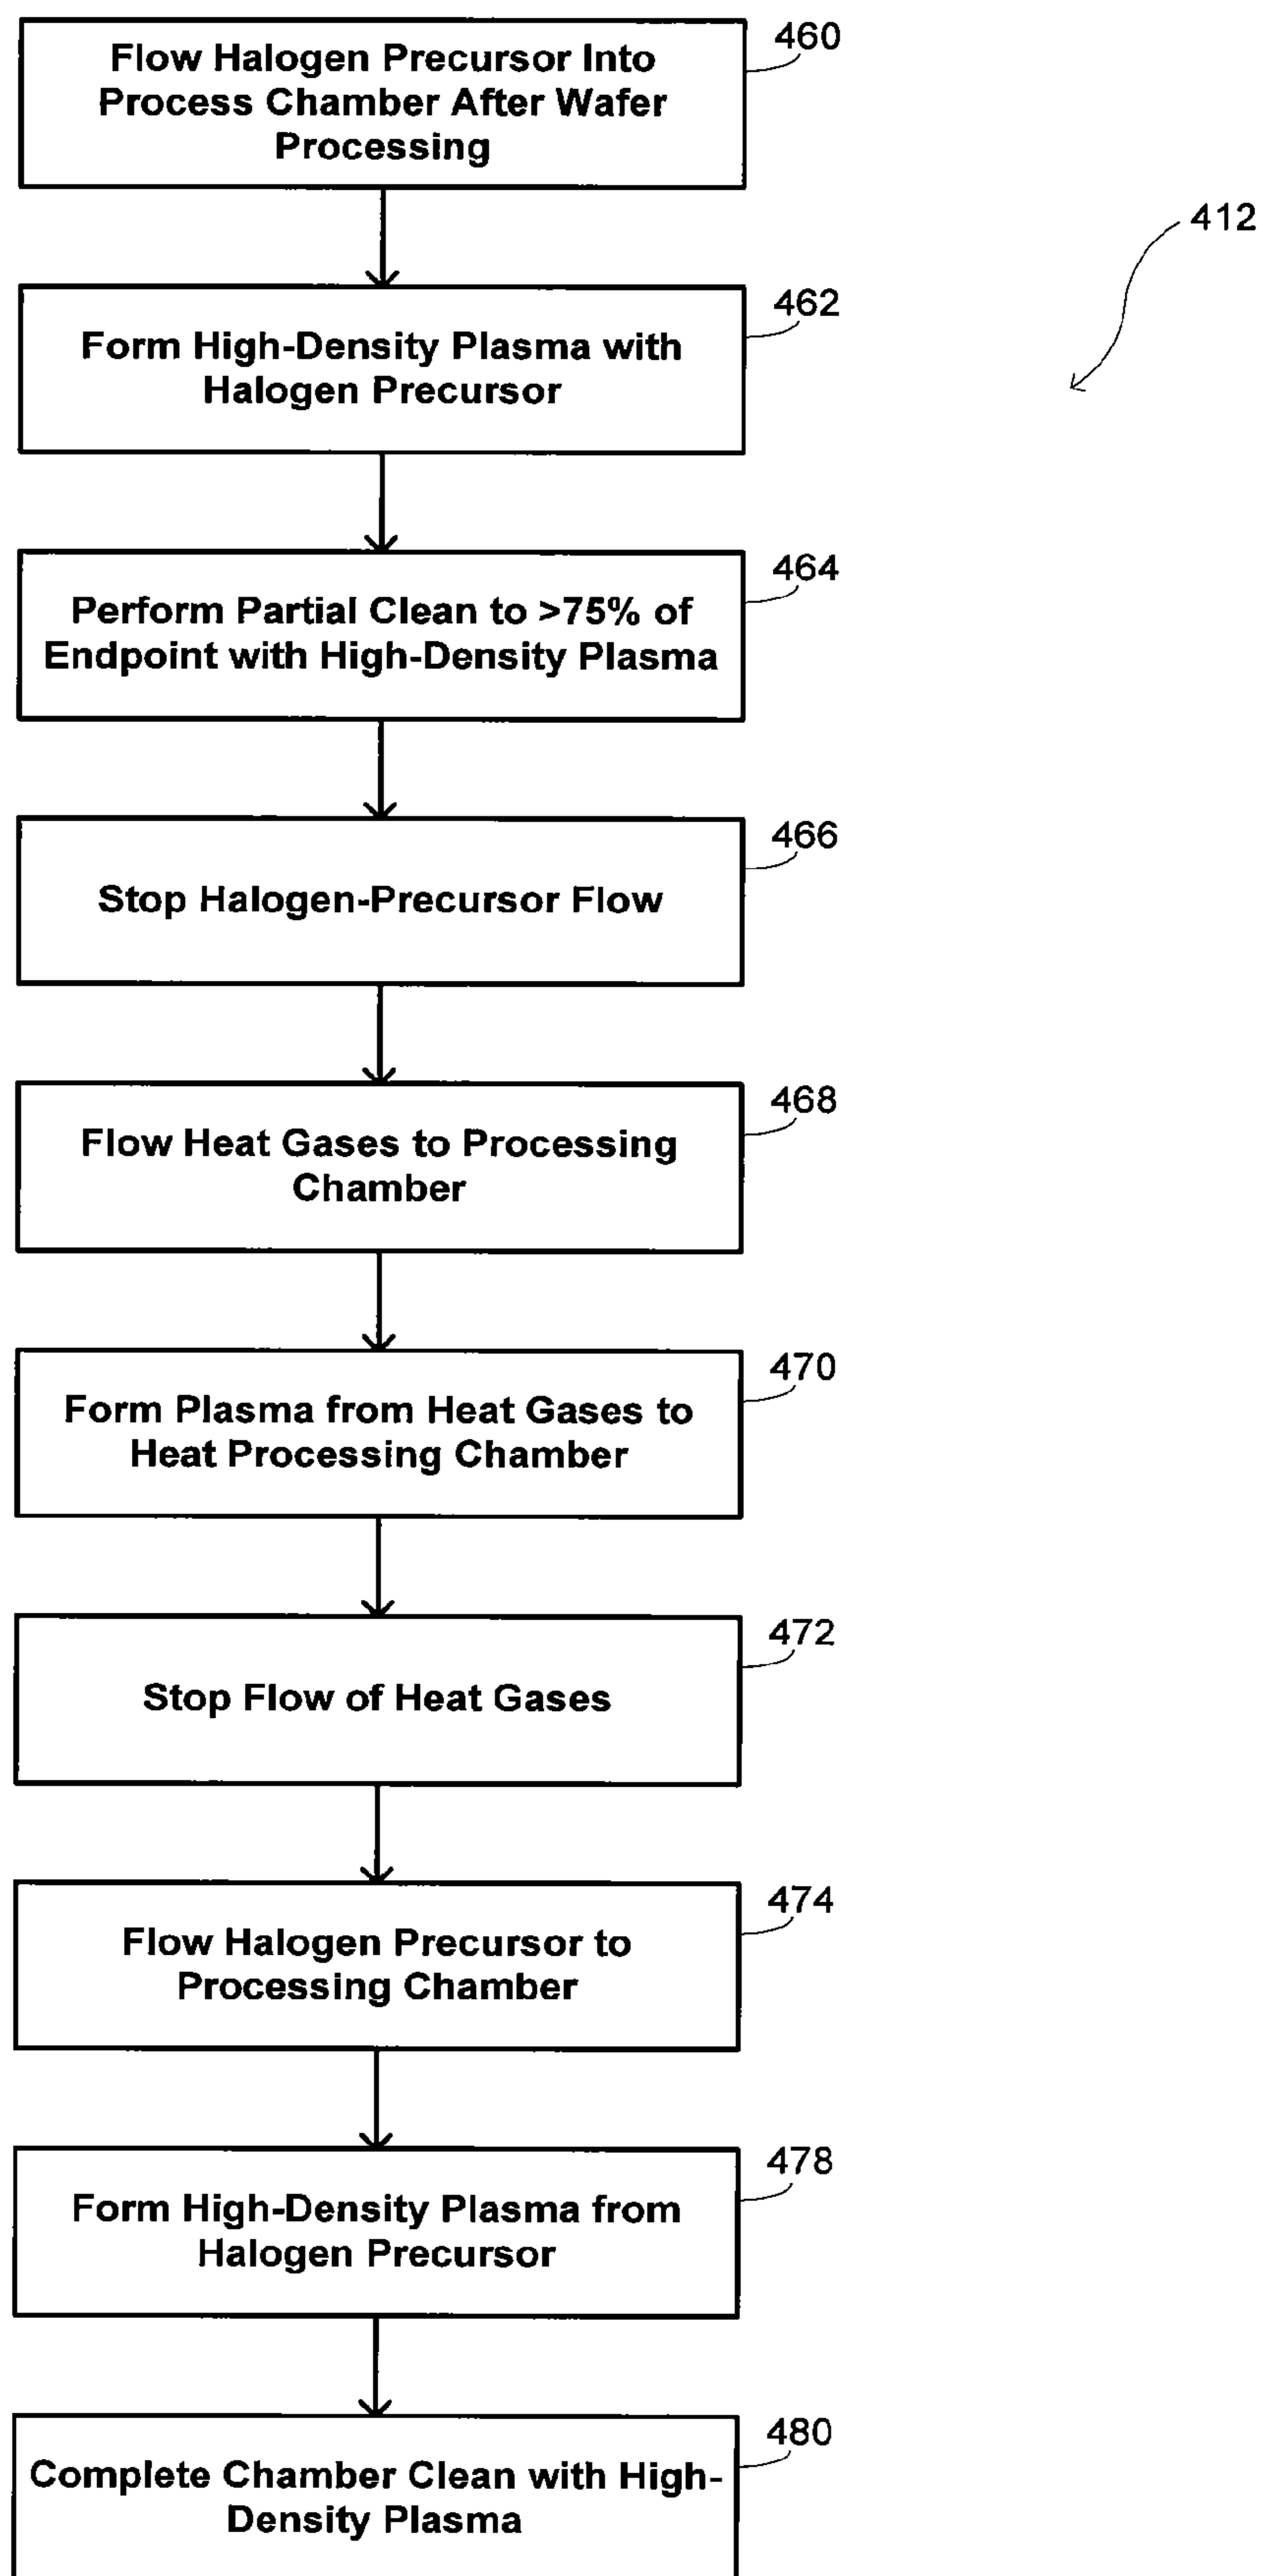 Flow Halogen Precursor Into
Process Chamber After Wafer
Processing
460
412
Form High-Density Plasma with
Halogen Precursor
462
Perform Partial Clean to >75% of
Endpoint with High-Density Plasma
464
Stop Halogen-Precursor Flow
466
Flow Heat Gases to Processing
Chamber
468
Form Plasma from Heat Gases to
Heat Processing Chamber
470
Stop Flow of Heat Gases
472
Flow Halogen Precursor to
Processing Chamber
474
Form High-Density Plasma from
Halogen Precursor
478
Complete Chamber Clean with High-
Density Plasma
480